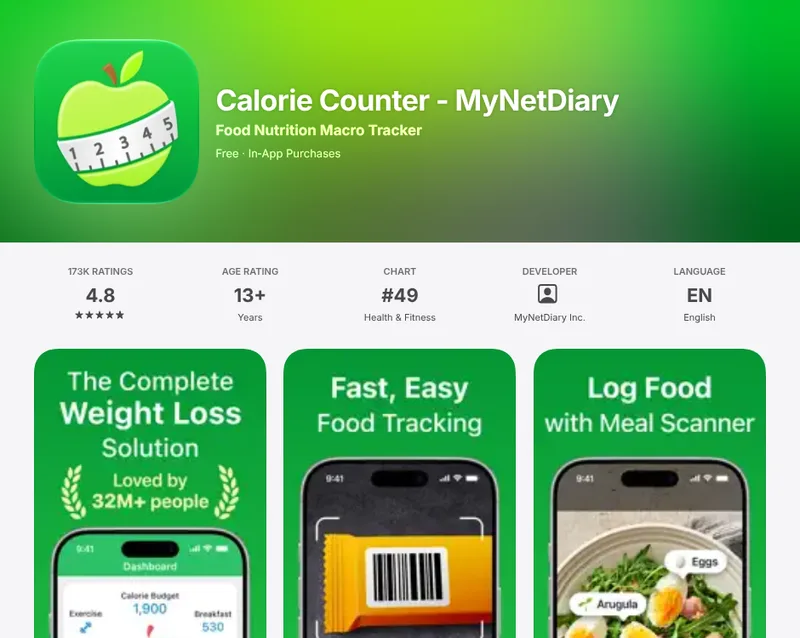 1 2 3 4 5
Calorie Counter - MyNetDiary
Food Nutrition Macro Tracker
Free · In-App Purchases
173K RATINGS
4.8
★★★★★
AGE RATING
13+
Years
CHART
#49
Health & Fitness
DEVELOPER
MyNetDiary Inc.
LANGUAGE
EN
English
The Complete
Weight Loss
Solution
Loved by
32M+ people
9:41
Dashboard
Calorie Budget
1,900
Exercise
Breakfast
530
Fast, Easy
Food Tracking
9:41
Log Food
with Meal Scanner
9:41
Eggs
Arugula